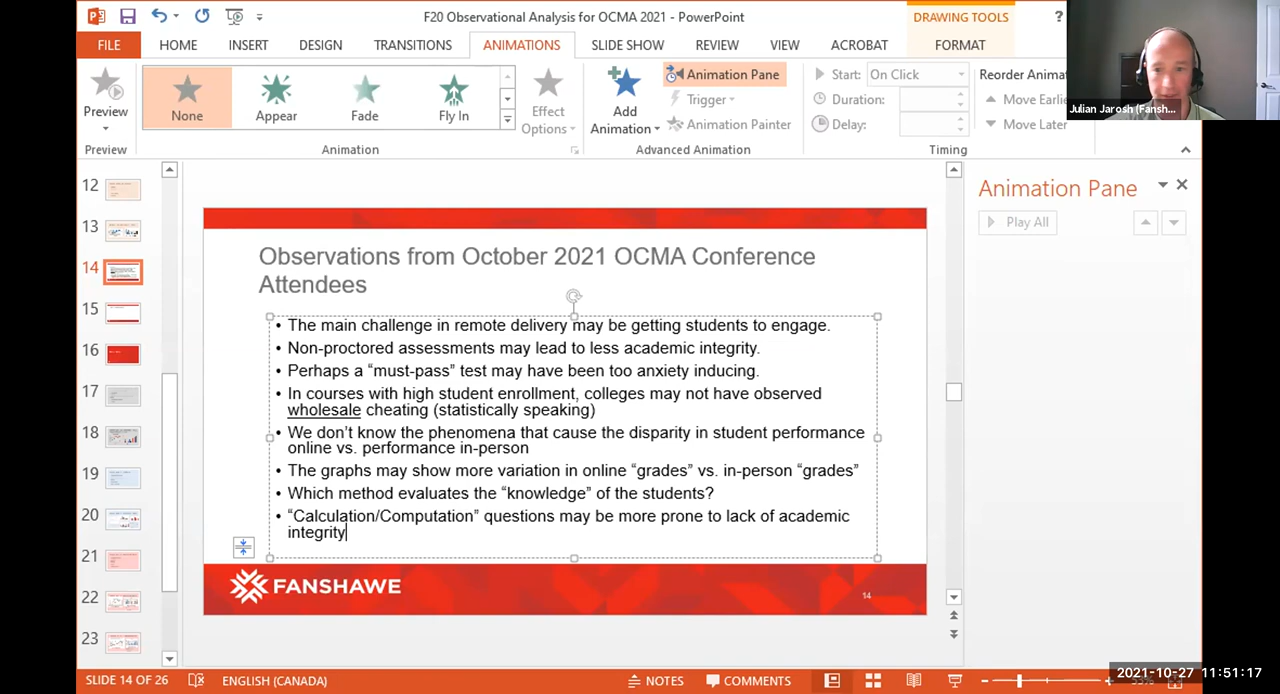 F20 Observational Analysis for OCMA 2021 - PowerPoint
DRAWING TOOLS
?
FILE
HOME
INSERT
DESIGN
TRANSITIONS
ANIMATIONS
SLIDE SHOW
REVIEW
VIEW
ACROBAT
FORMAT
Julian Jarosh (Fansh...
Preview
None
Appear
Fade
Fly In
Effect
Options
Add
Animation
Animation Pane
Trigger
Animation Painter
Start: On Click
Duration:
Delay:
Reorder Animat
Move Earlie
Move Later
Preview
Animation
Advanced Animation
Timing
12
13
14
15
16
17
18
19
20
21
22
23
Observations from October 2021 OCMA Conference
Attendees
• The main challenge in remote delivery may be getting students to engage.
• Non-proctored assessments may lead to less academic integrity.
• Perhaps a “must-pass” test may have been too anxiety inducing.
• In courses with high student enrollment, colleges may not have observed
wholesale cheating (statistically speaking)
• We don’t know the phenomena that cause the disparity in student performance
online vs. performance in-person
• The graphs may show more variation in online “grades” vs. in-person “grades”
• Which method evaluates the “knowledge” of the students?
• “Calculation/Computation” questions may be more prone to lack of academic
integrity
FANSHAWE
14
Animation Pane
Play All
SLIDE 14 OF 26
ENGLISH (CANADA)
NOTES
COMMENTS
2021-10-27 11:51:17